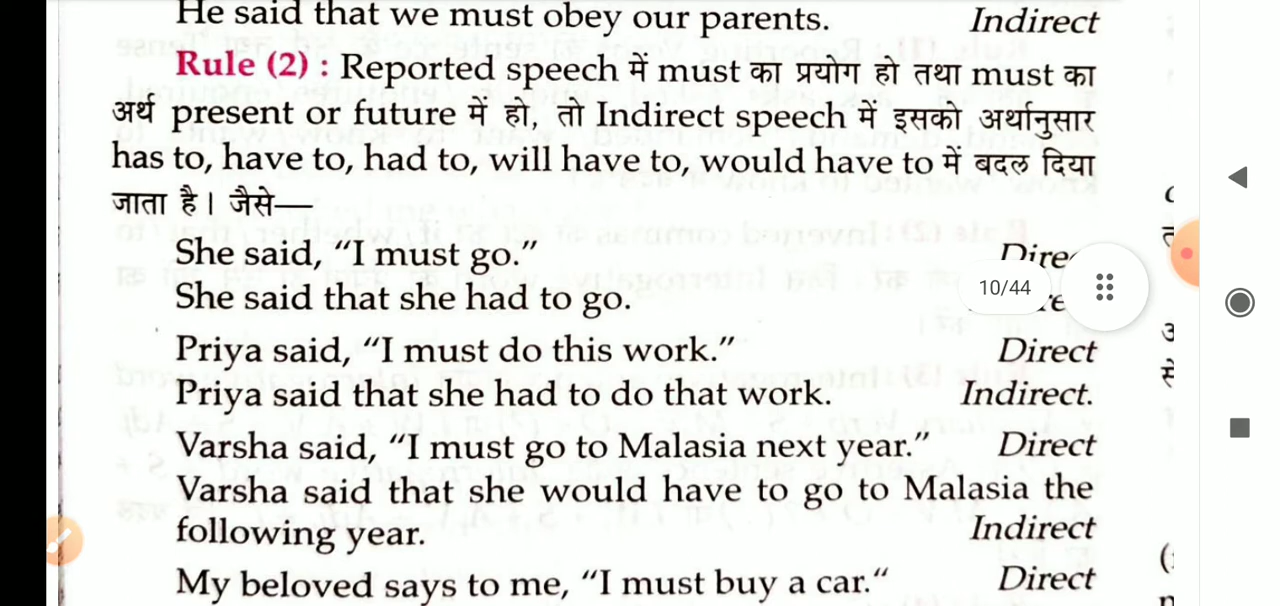 He said that we must obey our parents. Indirect
Rule (2) : Reported speech में must का प्रयोग हो तथा must का
अर्थ present or future में हो, तो Indirect speech में इसको अर्थानुसार
has to, have to, had to, will have to, would have to में बदल दिया
जाता है। जैसे—
She said, “I must go.” Dire
She said that she had to go.
10/44
Priya said, “I must do this work.” Direct
Priya said that she had to do that work. Indirect.
Varsha said, “I must go to Malasia next year.” Direct
Varsha said that she would have to go to Malasia the
following year. Indirect
My beloved says to me, “I must buy a car.“ Direct